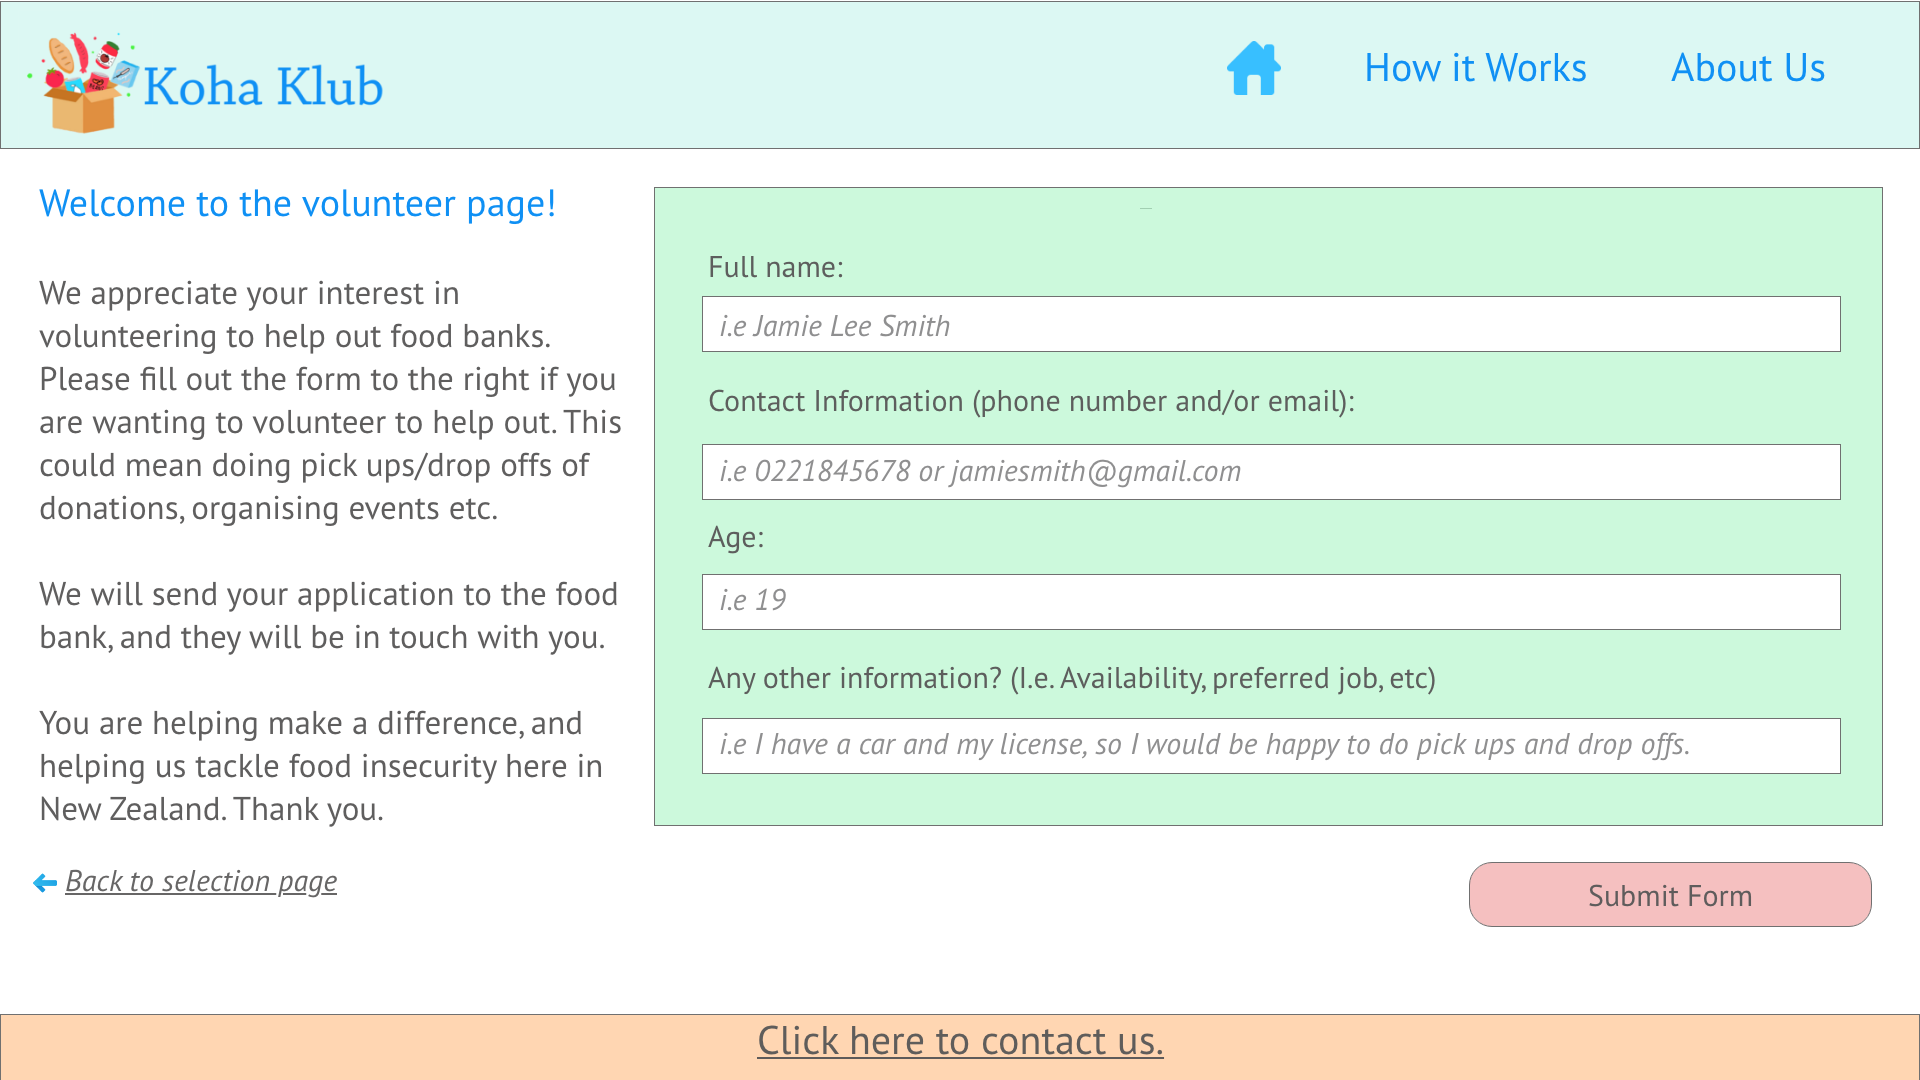 Koha Klub
How it Works
About Us
Welcome to the volunteer page!
We appreciate your interest in
volunteering to help out food banks.
Please fill out the form to the right if you
are wanting to volunteer to help out. This
could mean doing pick ups/drop offs of
donations, organising events etc.
We will send your application to the food
bank, and they will be in touch with you.
You are helping make a difference, and
helping us tackle food insecurity here in
New Zealand. Thank you.
Back to selection page
Full name:
i.e Jamie Lee Smith
Contact Information (phone number and/or email):
i.e 0221845678 or jamiesmith@gmail.com
Age:
i.e 19
Any other information? (I.e. Availability, preferred job, etc)
i.e I have a car and my license, so I would be happy to do pick ups and drop offs.
Submit Form
Click here to contact us.